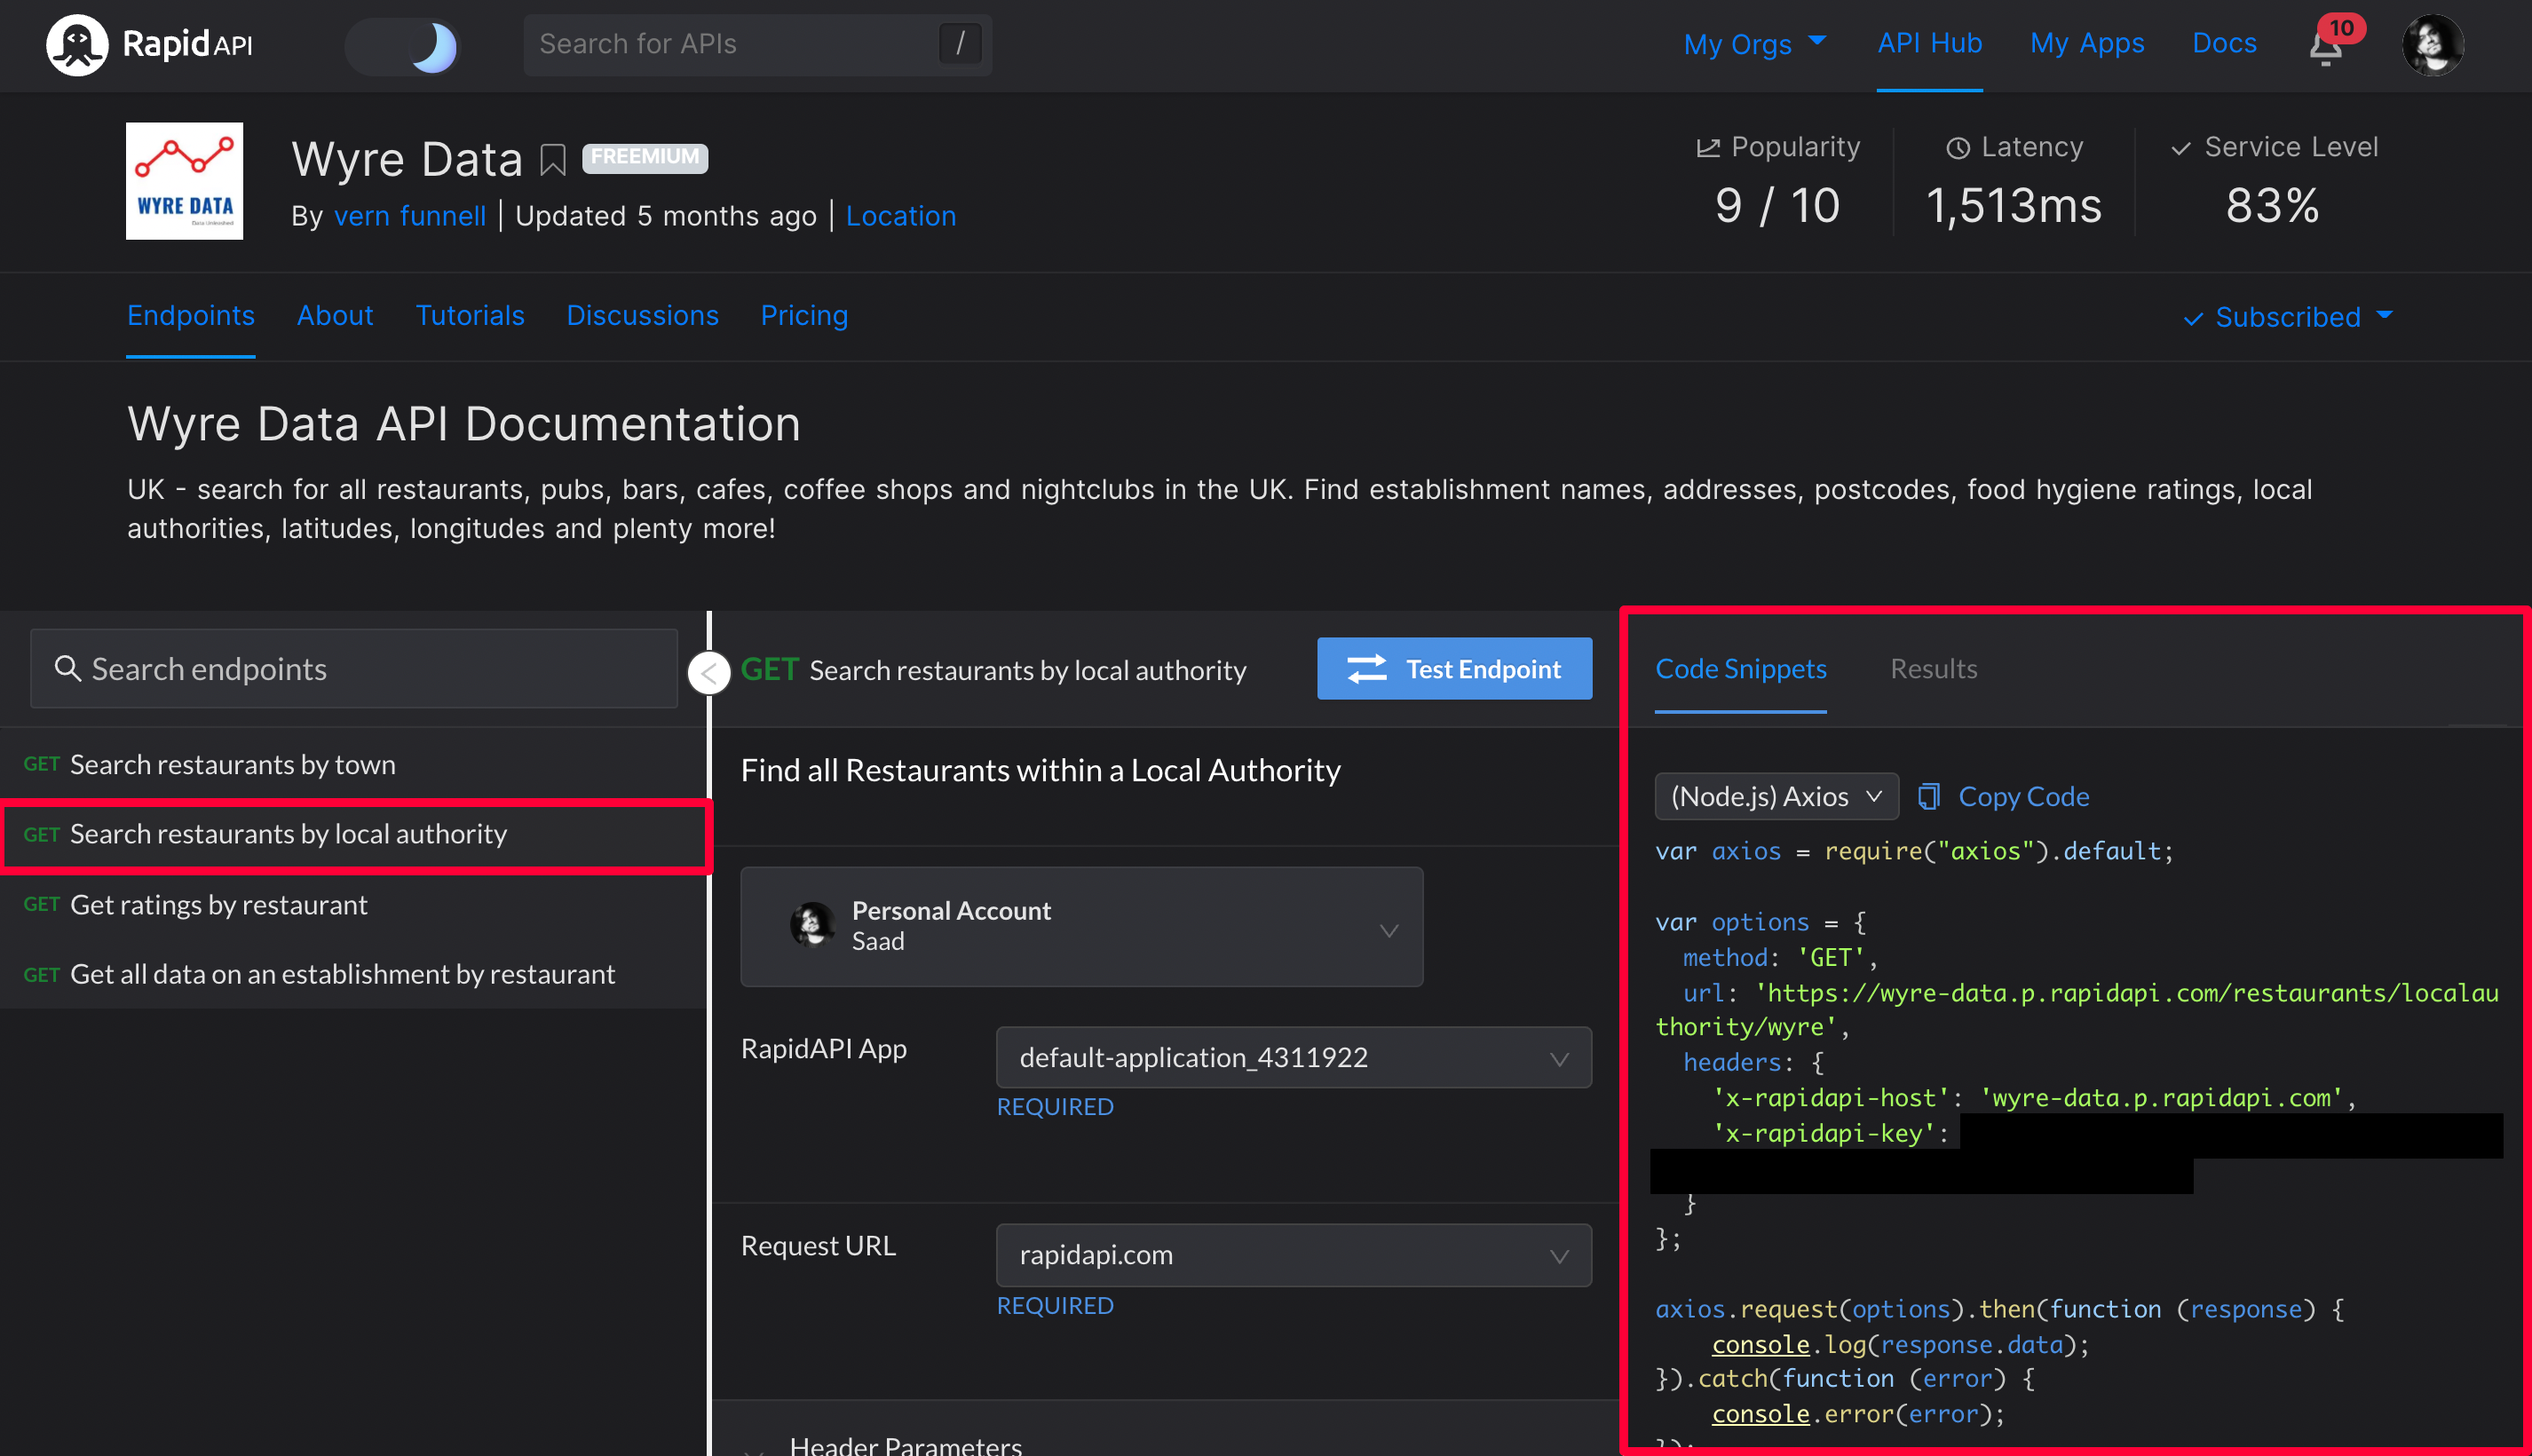 RapidAPI
Search for APIs
/
My Orgs
API Hub
My Apps
Docs
10
WYRE DATA
Data Unleashed
Wyre Data
FREEMIUM
By vern funnell | Updated 5 months ago | Location
Popularity
9 / 10
Latency
1,513ms
Service Level
83%
Endpoints
About
Tutorials
Discussions
Pricing
Subscribed
Wyre Data API Documentation
UK - search for all restaurants, pubs, bars, cafes, coffee shops and nightclubs in the UK. Find establishment names, addresses, postcodes, food hygiene ratings, local
authorities, latitudes, longitudes and plenty more!
Search endpoints
GET Search restaurants by town
GET Search restaurants by local authority
GET Get ratings by restaurant
GET Get all data on an establishment by restaurant
GET Search restaurants by local authority
Test Endpoint
Find all Restaurants within a Local Authority
Personal Account
Saad
RapidAPI App
default-application_4311922
REQUIRED
Request URL
rapidapi.com
REQUIRED
Header Parameters
Code Snippets
Results
(Node.js) Axios
Copy Code
var axios = require("axios").default;
var options = {
method: 'GET',
url: 'https://wyre-data.p.rapidapi.com/restaurants/localau
thority/wyre',
headers: {
'x-rapidapi-host': 'wyre-data.p.rapidapi.com',
'x-rapidapi-key':
}
};
axios.request(options).then(function (response) {
console.log(response.data);
}).catch(function (error) {
console.error(error);
});